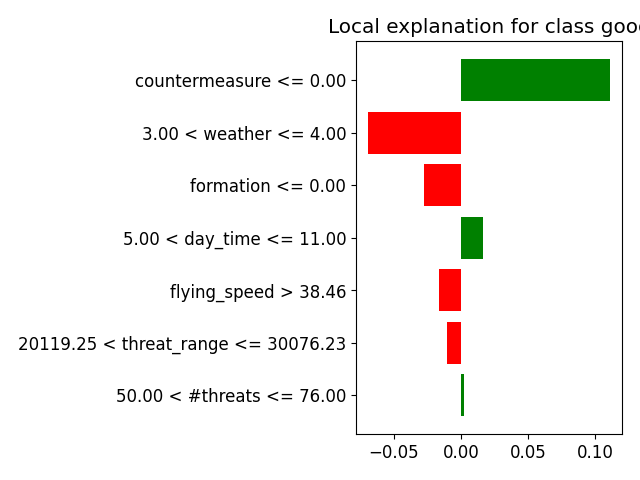 Local explanation for class goo
countermeasure <= 0.00
3.00 < weather <= 4.00
formation <= 0.00
5.00 < day_time <= 11.00
flying_speed > 38.46
20119.25 < threat_range <= 30076.23
50.00 < #threats <= 76.00
−0.05 0.00 0.05 0.10